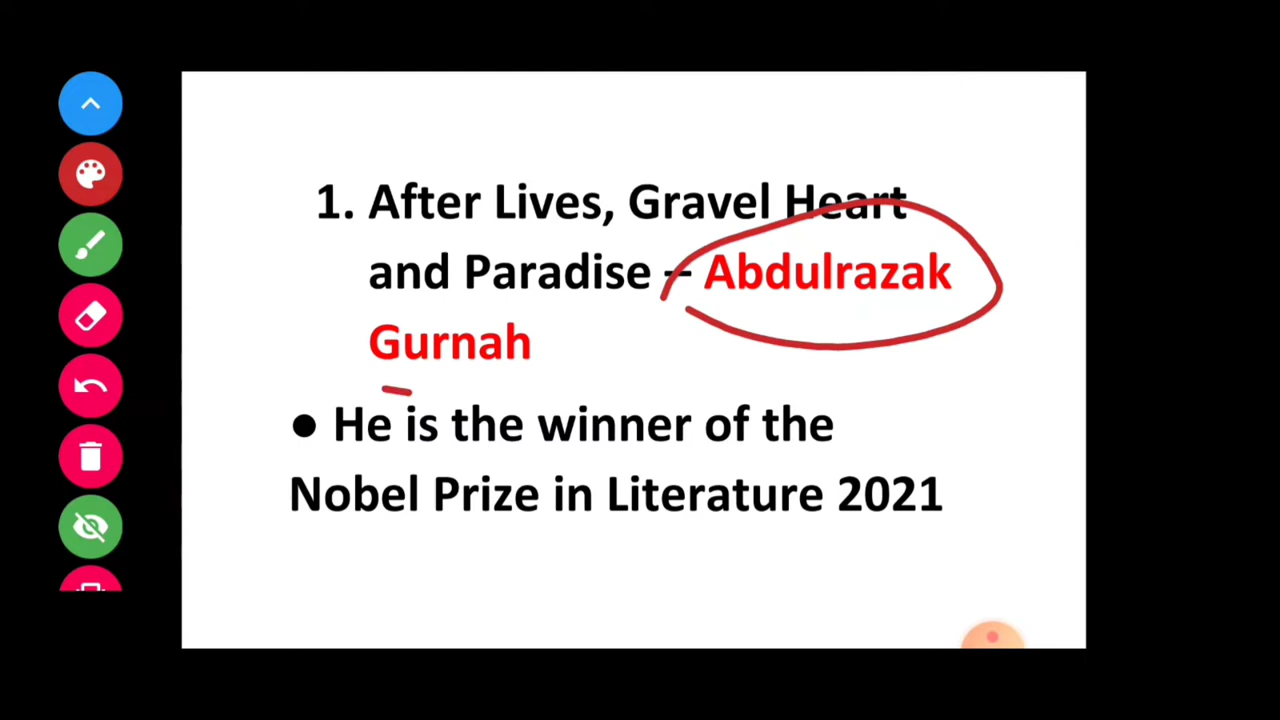 1. After Lives, Gravel Heart
and Paradise – Abdulrazak
Gurnah
● He is the winner of the
Nobel Prize in Literature 2021